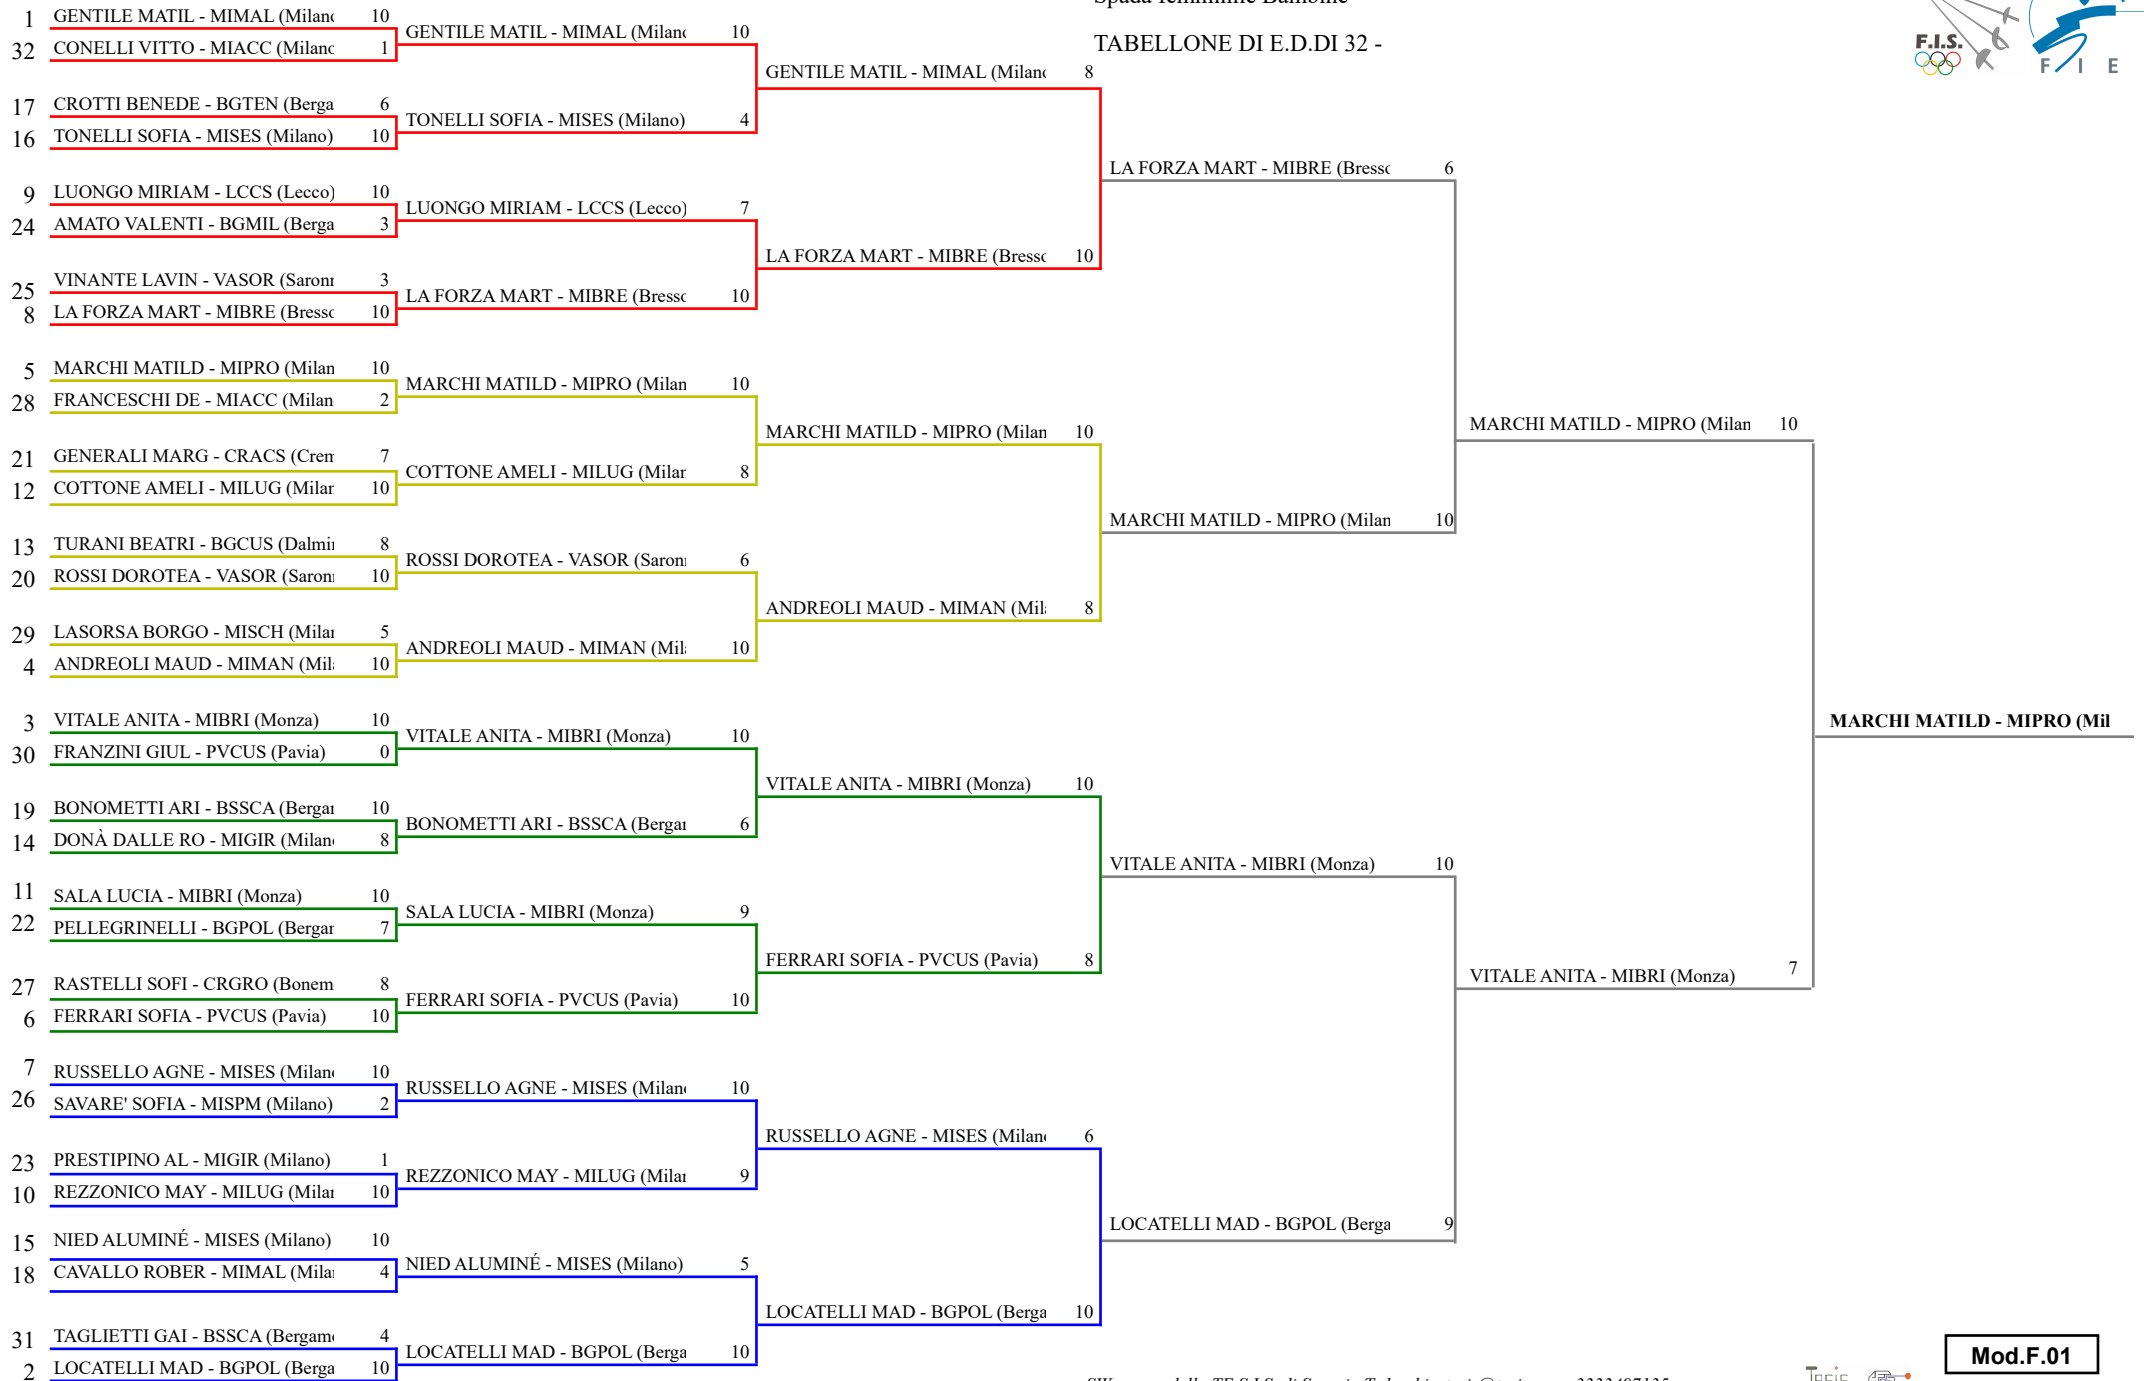 TABELLONE DI E.D.DI 32 -
F.I.S.
F I E
1 GENTILE MATIL - MIMAL (Milano 10
32 CONELLI VITTO - MIACC (Milano 1
17 CROTTI BENEDE - BGTEN (Berga 6
16 TONELLI SOFIA - MISES (Milano) 10
9 LUONGO MIRIAM - LCCS (Lecco) 10
24 AMATO VALENTI - BGMIL (Berga 3
25 VINANTE LAVIN - VASOR (Saronn 3
8 LA FORZA MART - MIBRE (Bresso 10
5 MARCHI MATILD - MIPRO (Milan 10
28 FRANCESCHI DE - MIACC (Milan 2
21 GENERALI MARG - CRACS (Crem 7
12 COTTONE AMELI - MILUG (Milan 10
13 TURANI BEATRI - BGCUS (Dalmin 8
20 ROSSI DOROTEA - VASOR (Saron 10
29 LASORSA BORGO - MISCH (Milan 5
4 ANDREOLI MAUD - MIMAN (Mil 10
3 VITALE ANITA - MIBRI (Monza) 10
30 FRANZINI GIUL - PVCUS (Pavia) 0
19 BONOMETTI ARI - BSSCA (Bergam 10
14 DONÀ DALLE RO - MIGIR (Milan 8
11 SALA LUCIA - MIBRI (Monza) 10
22 PELLEGRINELLI - BGPOL (Bergam 7
27 RASTELLI SOFI - CRGRO (Bonem 8
6 FERRARI SOFIA - PVCUS (Pavia) 10
7 RUSSELLO AGNE - MISES (Milan 10
26 SAVARE' SOFIA - MISPM (Milano) 2
23 PRESTIPINO AL - MIGIR (Milano) 1
10 REZZONICO MAY - MILUG (Milan 10
15 NIED ALUMINÉ - MISES (Milano) 10
18 CAVALLO ROBER - MIMAL (Milan 4
31 TAGLIETTI GAI - BSSCA (Bergam 4
2 LOCATELLI MAD - BGPOL (Berga 10
GENTILE MATIL - MIMAL (Milano 10
TONELLI SOFIA - MISES (Milano) 4
LUONGO MIRIAM - LCCS (Lecco) 7
LA FORZA MART - MIBRE (Bresso 10
MARCHI MATILD - MIPRO (Milan 10
COTTONE AMELI - MILUG (Milan 8
ROSSI DOROTEA - VASOR (Saron 6
ANDREOLI MAUD - MIMAN (Mil 10
VITALE ANITA - MIBRI (Monza) 10
BONOMETTI ARI - BSSCA (Bergam 6
SALA LUCIA - MIBRI (Monza) 9
FERRARI SOFIA - PVCUS (Pavia) 10
RUSSELLO AGNE - MISES (Milan 10
REZZONICO MAY - MILUG (Milan 9
NIED ALUMINÉ - MISES (Milano) 5
LOCATELLI MAD - BGPOL (Berga 10
GENTILE MATIL - MIMAL (Milano 8
LA FORZA MART - MIBRE (Bresso 10
MARCHI MATILD - MIPRO (Milan 10
ANDREOLI MAUD - MIMAN (Mil 8
VITALE ANITA - MIBRI (Monza) 10
FERRARI SOFIA - PVCUS (Pavia) 8
RUSSELLO AGNE - MISES (Milan 6
LOCATELLI MAD - BGPOL (Berga 10
LA FORZA MART - MIBRE (Bresso 6
MARCHI MATILD - MIPRO (Milan 10
VITALE ANITA - MIBRI (Monza) 10
LOCATELLI MAD - BGPOL (Berga 9
MARCHI MATILD - MIPRO (Milan 10
VITALE ANITA - MIBRI (Monza) 7
MARCHI MATILD - MIPRO (Mil
Mod.F.01